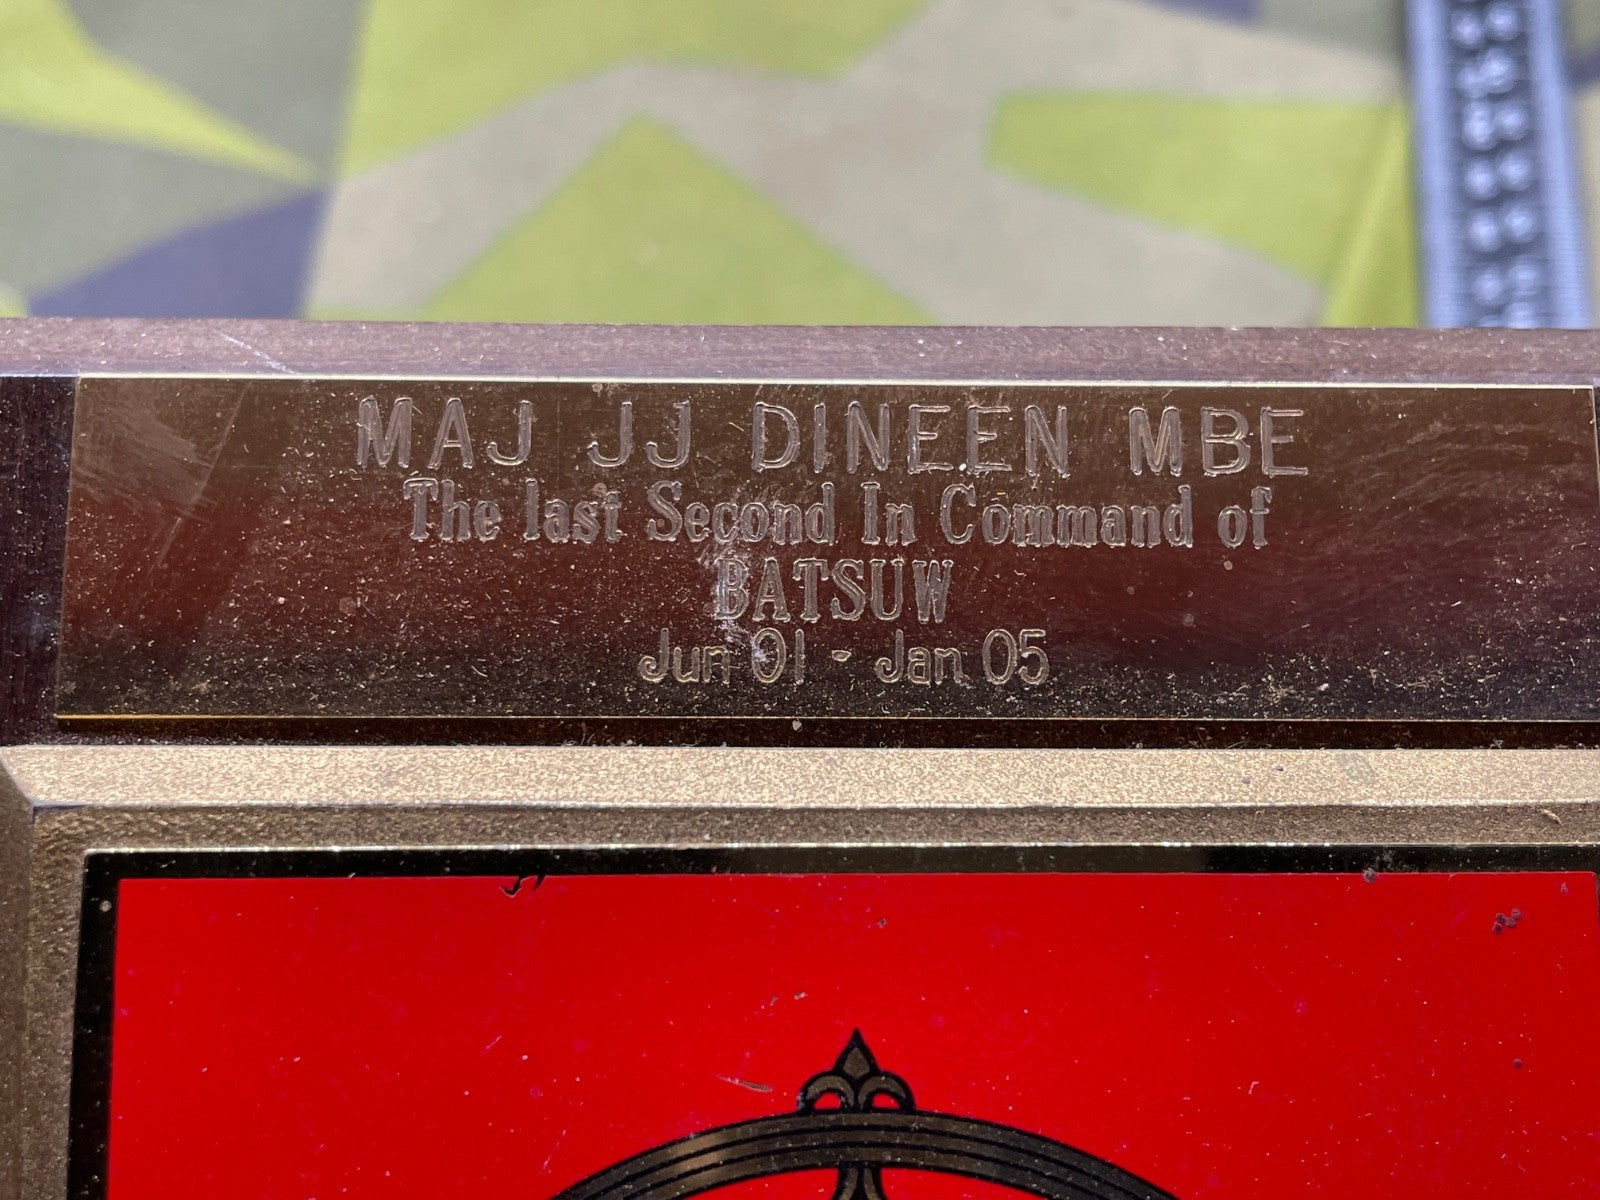 MAJ JJ DINEEN MBE
The last Second In Command of
BATSUW
Jun 01 - Jan 05